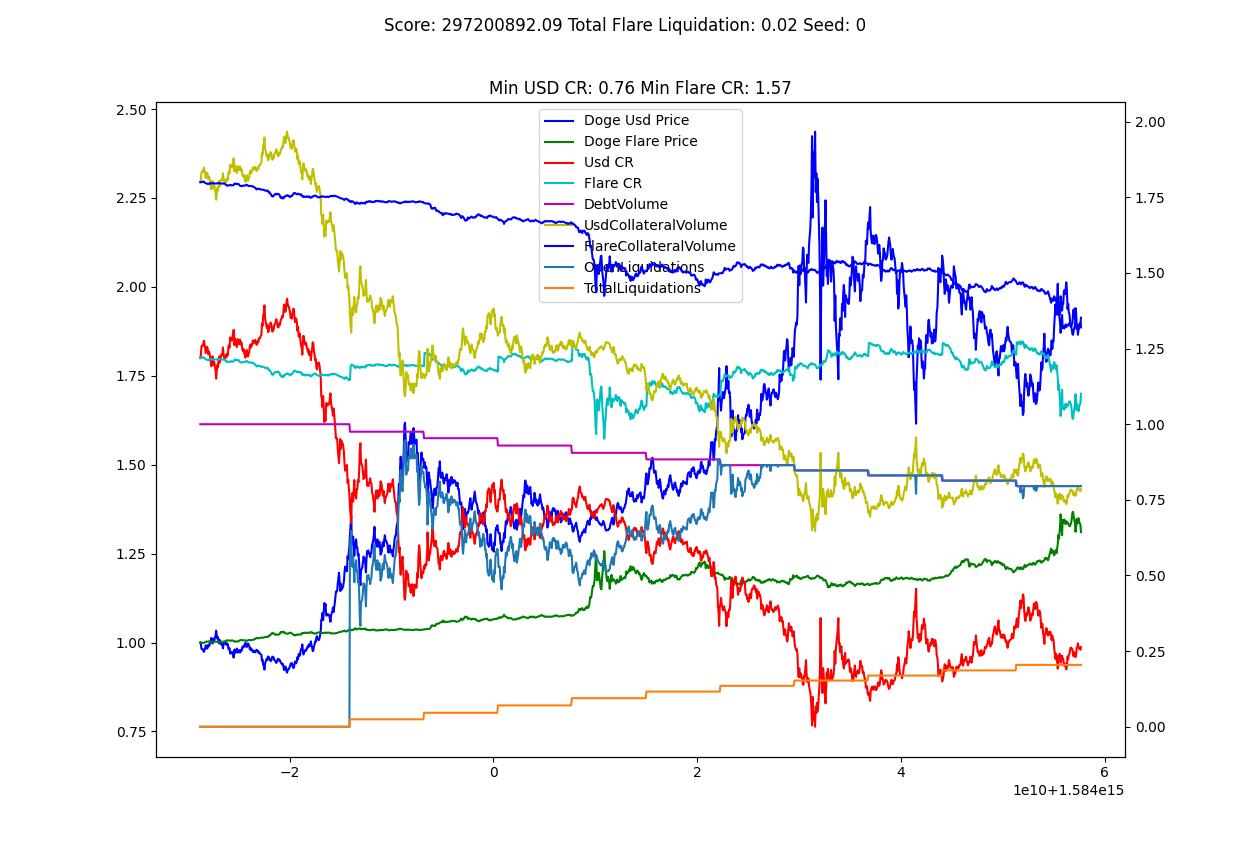 Score: 297200892.09 Total Flare Liquidation: 0.02 Seed: 0
Min USD CR: 0.76 Min Flare CR: 1.57
2.50
2.25
2.00
1.75
1.50
1.25
1.00
0.75
Doge Usd Price
Doge Flare Price
Usd CR
Flare CR
DebtVolume
UsdCollateralVolume
FlareCollateralVolume
TotalLiquidations
2.00
1.75
1.50
1.25
1.00
0.75
0.50
0.25
0.00
−2
0
2
4
6
1e10+1.584e15